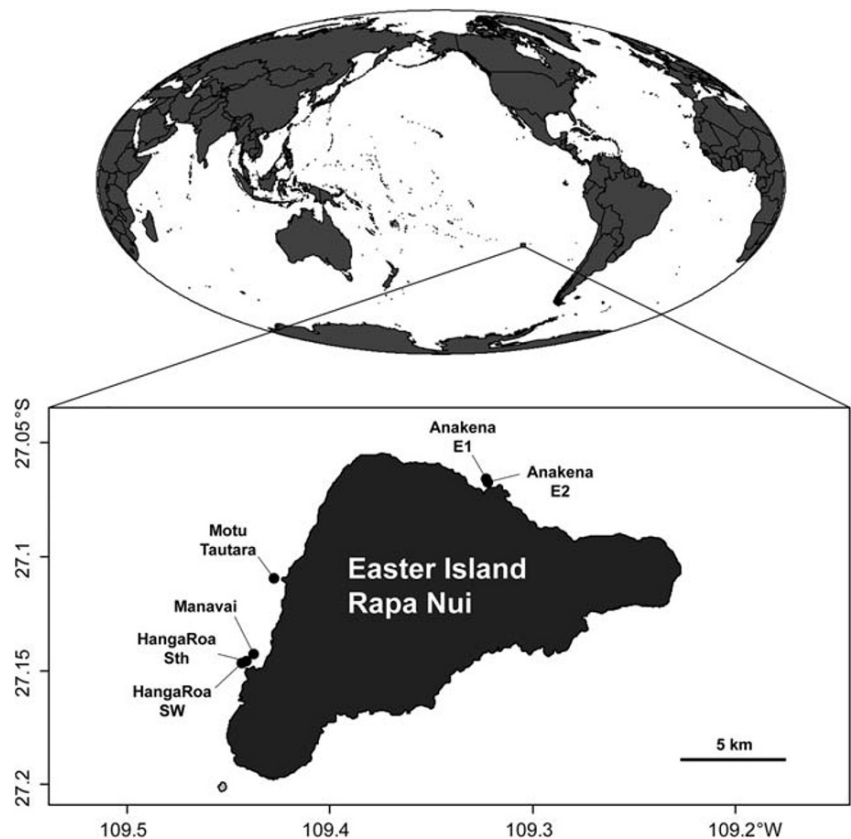 27.05°S
27.1
27.15
27.2
Anakena
E1
Anakena
E2
Motu
Tautara
Manavai
HangaRoa
Sth
HangaRoa
SW
Easter Island
Rapa Nui
5 km
109.5
109.4
109.3
109.2°W